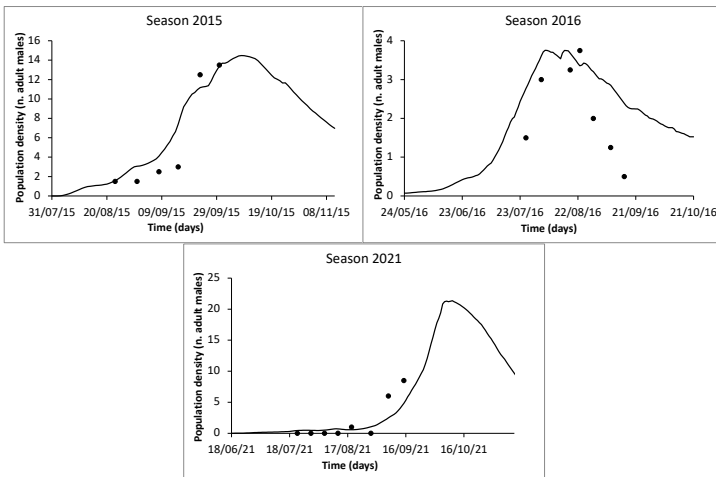 Season 2015
Population density (n. adult males)
16
14
12
10
8
6
4
2
0
31/07/15 20/08/15 09/09/15 29/09/15 19/10/15 08/11/15
Time (days)
Season 2016
Population density (n. adult males)
4
3
2
1
0
24/05/16 23/06/16 23/07/16 22/08/16 21/09/16 21/10/16
Time (days)
Season 2021
Population density (n. adult males)
25
20
15
10
5
0
18/06/21 18/07/21 17/08/21 16/09/21 16/10/21
Time (days)